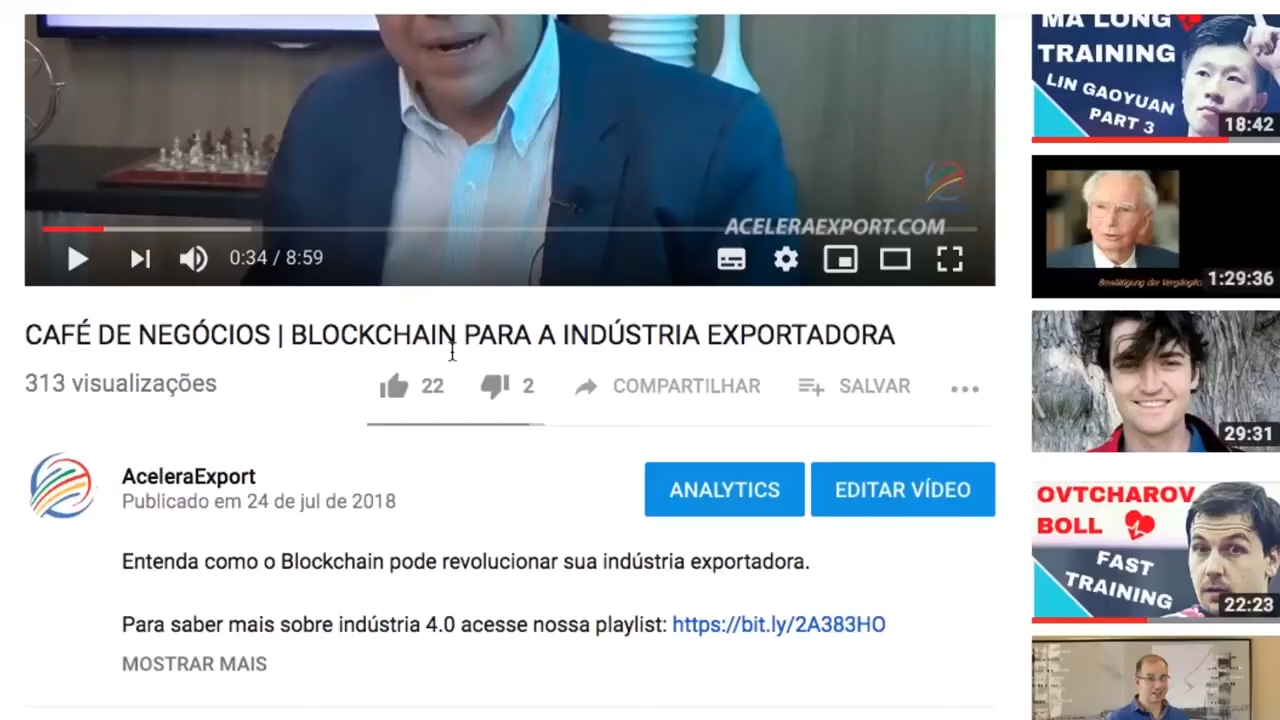 ACELERAEXPORT.COM
0:34 / 8:59
CAFÉ DE NEGÓCIOS | BLOCKCHAIN PARA A INDÚSTRIA EXPORTADORA
313 visualizações
22
2
COMPARTILHAR
SALVAR
AceleraExport
Publicado em 24 de jul de 2018
ANALYTICS
EDITAR VÍDEO
Entenda como o Blockchain pode revolucionar sua indústria exportadora.
Para saber mais sobre indústria 4.0 acesse nossa playlist: https://bit.ly/2A383HO
MOSTRAR MAIS
MA LONG
TRAINING
LIN GAOYUAN
PART 3
18:42
Bewältigung der
1:29:36
29:31
OVTCHAROV
BOLL
FAST
TRAINING
22:23